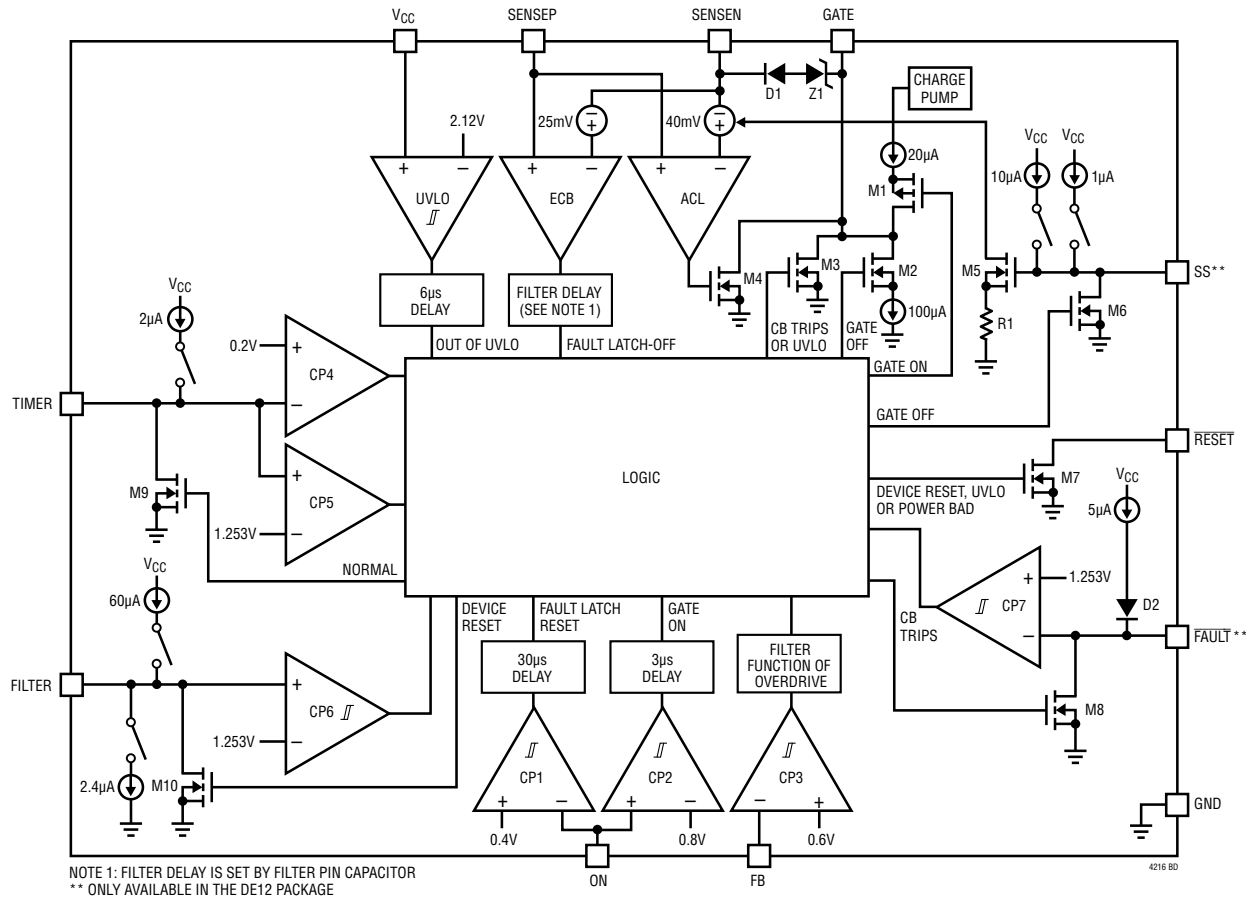 VCC
SENSEP
SENSEN
GATE
D1
Z1
CHARGE
PUMP
2.12V
25mV
40mV
20µA
VCC
VCC
10µA
1µA
M1
UVLO
ECB
ACL
M4
M3
M2
M5
SS**
M6
R1
100µA
6µs
DELAY
FILTER DELAY
(SEE NOTE 1)
CB TRIPS
OR UVLO
GATE
OFF
VCC
2µA
0.2V
CP4
OUT OF UVLO
FAULT LATCH-OFF
GATE ON
TIMER
GATE OFF
RESET
LOGIC
M9
CP5
1.253V
M7
DEVICE RESET, UVLO
OR POWER BAD
VCC
5µA
NORMAL
VCC
60µA
DEVICE
RESET
FAULT LATCH
RESET
GATE
ON
CB
TRIPS
CP7
1.253V
D2
FAULT**
30µs
DELAY
3µs
DELAY
FILTER
FUNCTION OF
OVERDRIVE
FILTER
CP6
1.253V
M8
2.4µA
M10
CP1
CP2
CP3
0.4V
0.8V
0.6V
GND
ON
FB
NOTE 1: FILTER DELAY IS SET BY FILTER PIN CAPACITOR
** ONLY AVAILABLE IN THE DE12 PACKAGE
4216 BD